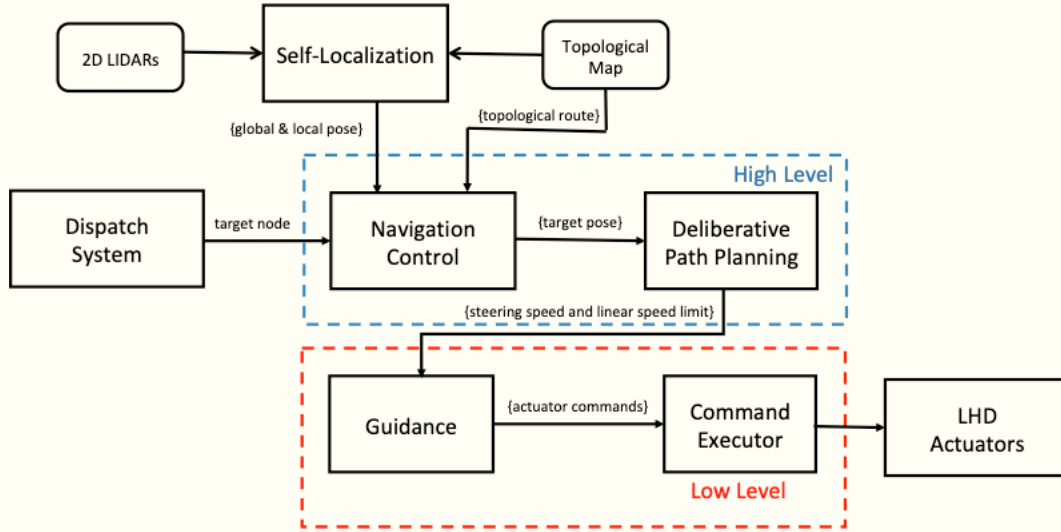 2D LIDARs
Self-Localization
Topological
Map
{global & local pose}
{topological route}
High Level
Dispatch
System
target node
Navigation
Control
{target pose}
Deliberative
Path Planning
{steering speed and linear speed limit}
Guidance
{actuator commands}
Command
Executor
LHD
Actuators
Low Level